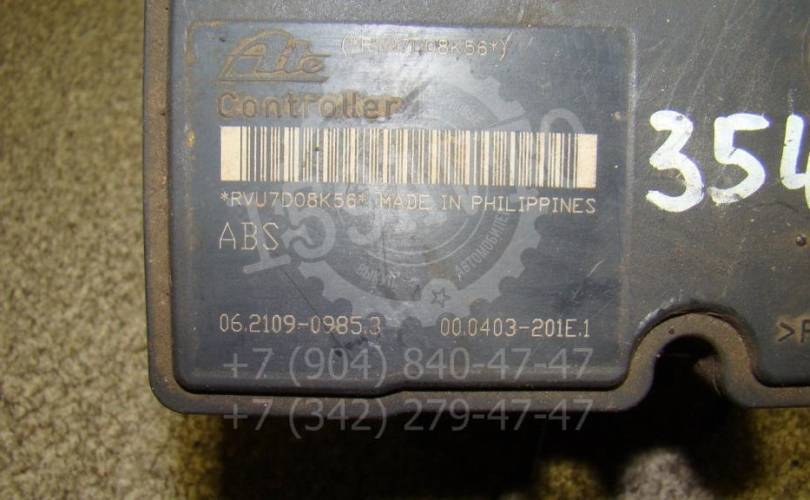 Ate (*RVU7D08K56*)
Controller
*RVU7D08K56* MADE IN PHILIPPINES
ABS
06.2109-0985.3 00.0403-201E.1
354
+7 (904) 840-47-47
+7 (342) 279-47-47